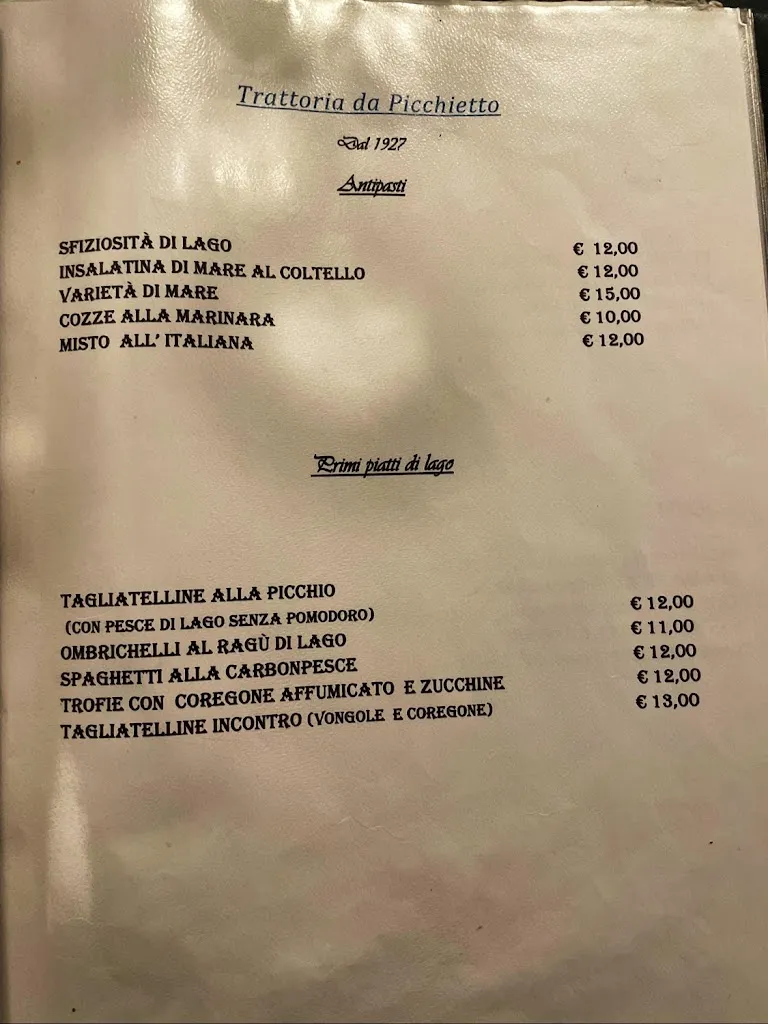 Trattoria da Picchietto
Dal 1927
Antipasti
SFIZIOSITÀ DI LAGO € 12,00
INSALATINA DI MARE AL COLTELLO € 12,00
VARIETÀ DI MARE € 15,00
COZZE ALLA MARINARA € 10,00
MISTO ALL' ITALIANA € 12,00
Primi piatti di lago
TAGLIATELLINE ALLA PICCHIO € 12,00
(CON PESCE DI LAGO SENZA POMODORO)
OMBRICHELLI AL RAGÙ DI LAGO € 11,00
SPAGHETTI ALLA CARBONPESCE € 12,00
TROFIE CON COREGONE AFFUMICATO E ZUCCHINE € 12,00
TAGLIATELLINE INCONTRO (VONGOLE E COREGONE) € 13,00